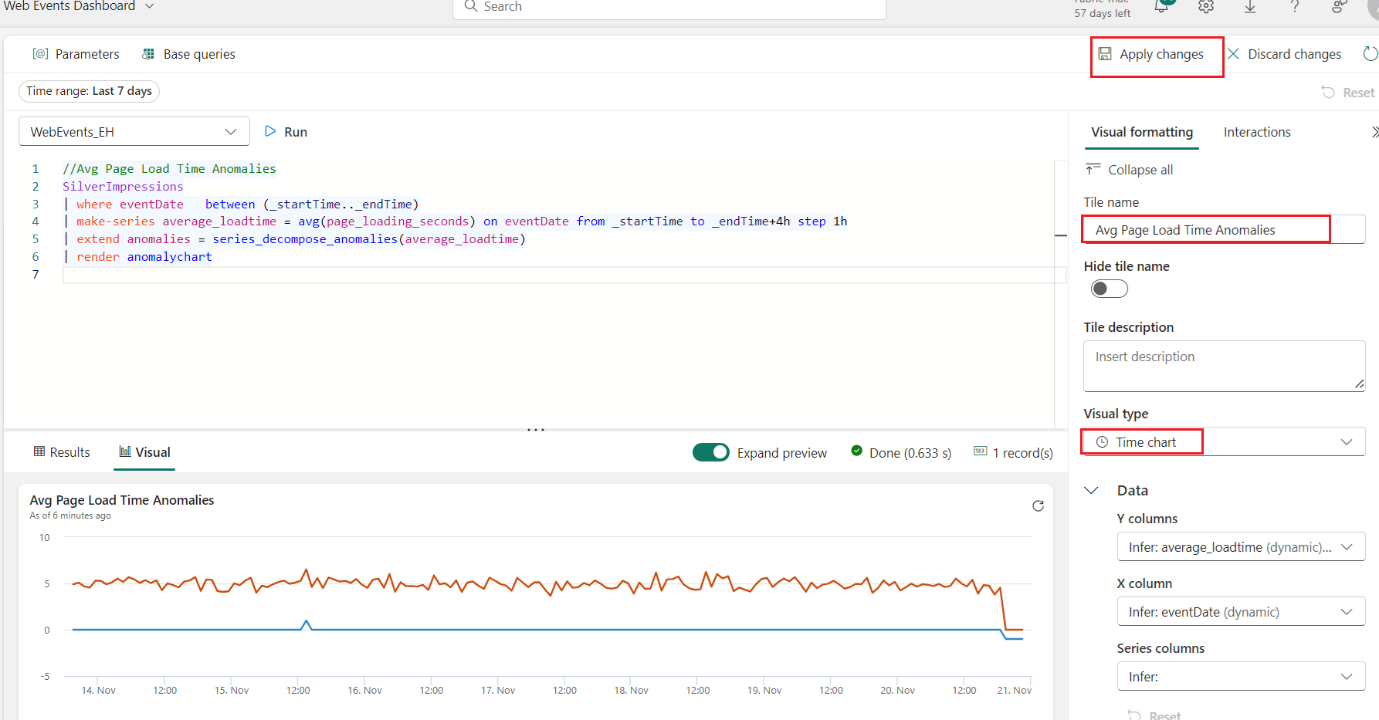 Web Events Dashboard
Search
57 days left
Parameters
Base queries
Apply changes
Discard changes
Time range: Last 7 days
Reset
WebEvents_EH
Run
Visual formatting
Interactions
1 //Avg Page Load Time Anomalies
2 SilverImpressions
3 | where eventDate between (_startTime.._endTime)
4 | make-series average_loadtime = avg(page_loading_seconds) on eventDate from _startTime to _endTime+4h step 1h
5 | extend anomalies = series_decompose_anomalies(average_loadtime)
6 | render anomalychart
7
Collapse all
Tile name
Avg Page Load Time Anomalies
Hide tile name
Tile description
Insert description
Visual type
Time chart
Results
Visual
Expand preview
Done (0.633 s)
1 record(s)
Avg Page Load Time Anomalies
As of 6 minutes ago
10
5
0
-5
14. Nov 12:00 15. Nov 12:00 16. Nov 12:00 17. Nov 12:00 18. Nov 12:00 19. Nov 12:00 20. Nov 12:00 21. Nov
Data
Y columns
Infer: average_loadtime (dynamic)...
X column
Infer: eventDate (dynamic)
Series columns
Infer:
Reset